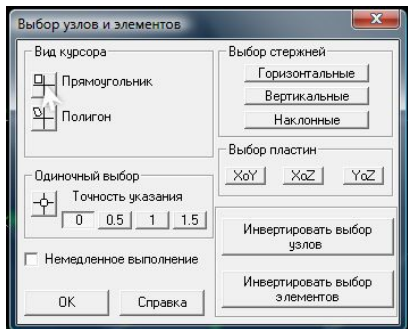 Выбор узлов и элементов
Вид курсора
Прямоугольник
Полигон
Одиночный выбор
Точность указания
0 0.5 1 1.5
Немедленное выполнение
OK Справка
Выбор стержней
Горизонтальные
Вертикальные
Наклонные
Выбор пластин
XoY XoZ YoZ
Инвертировать выбор
узлов
Инвертировать выбор
элементов